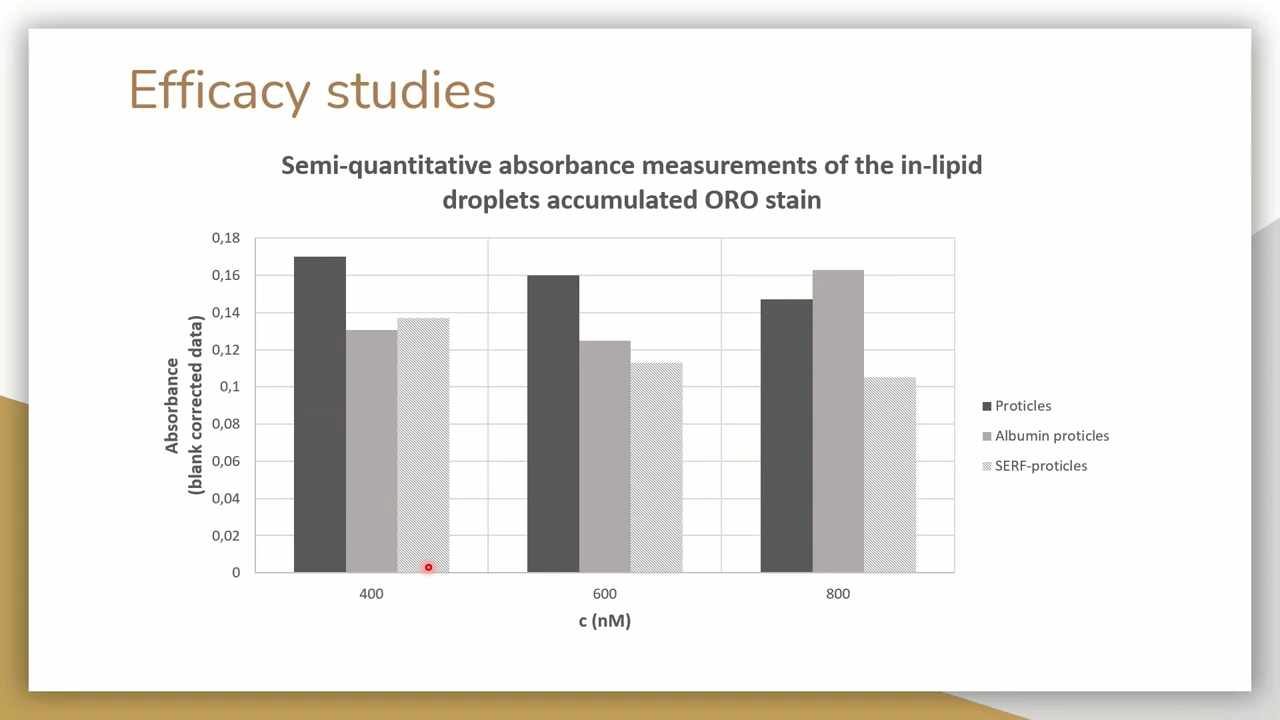 Efficacy studies
Semi-quantitative absorbance measurements of the in-lipid
droplets accumulated ORO stain
0,18
0,16
0,14
0,12
0,1
0,08
0,06
0,04
0,02
0
Absorbance
(blank corrected data)
400
600
800
c (nM)
Proticles
Albumin proticles
SERF-proticles